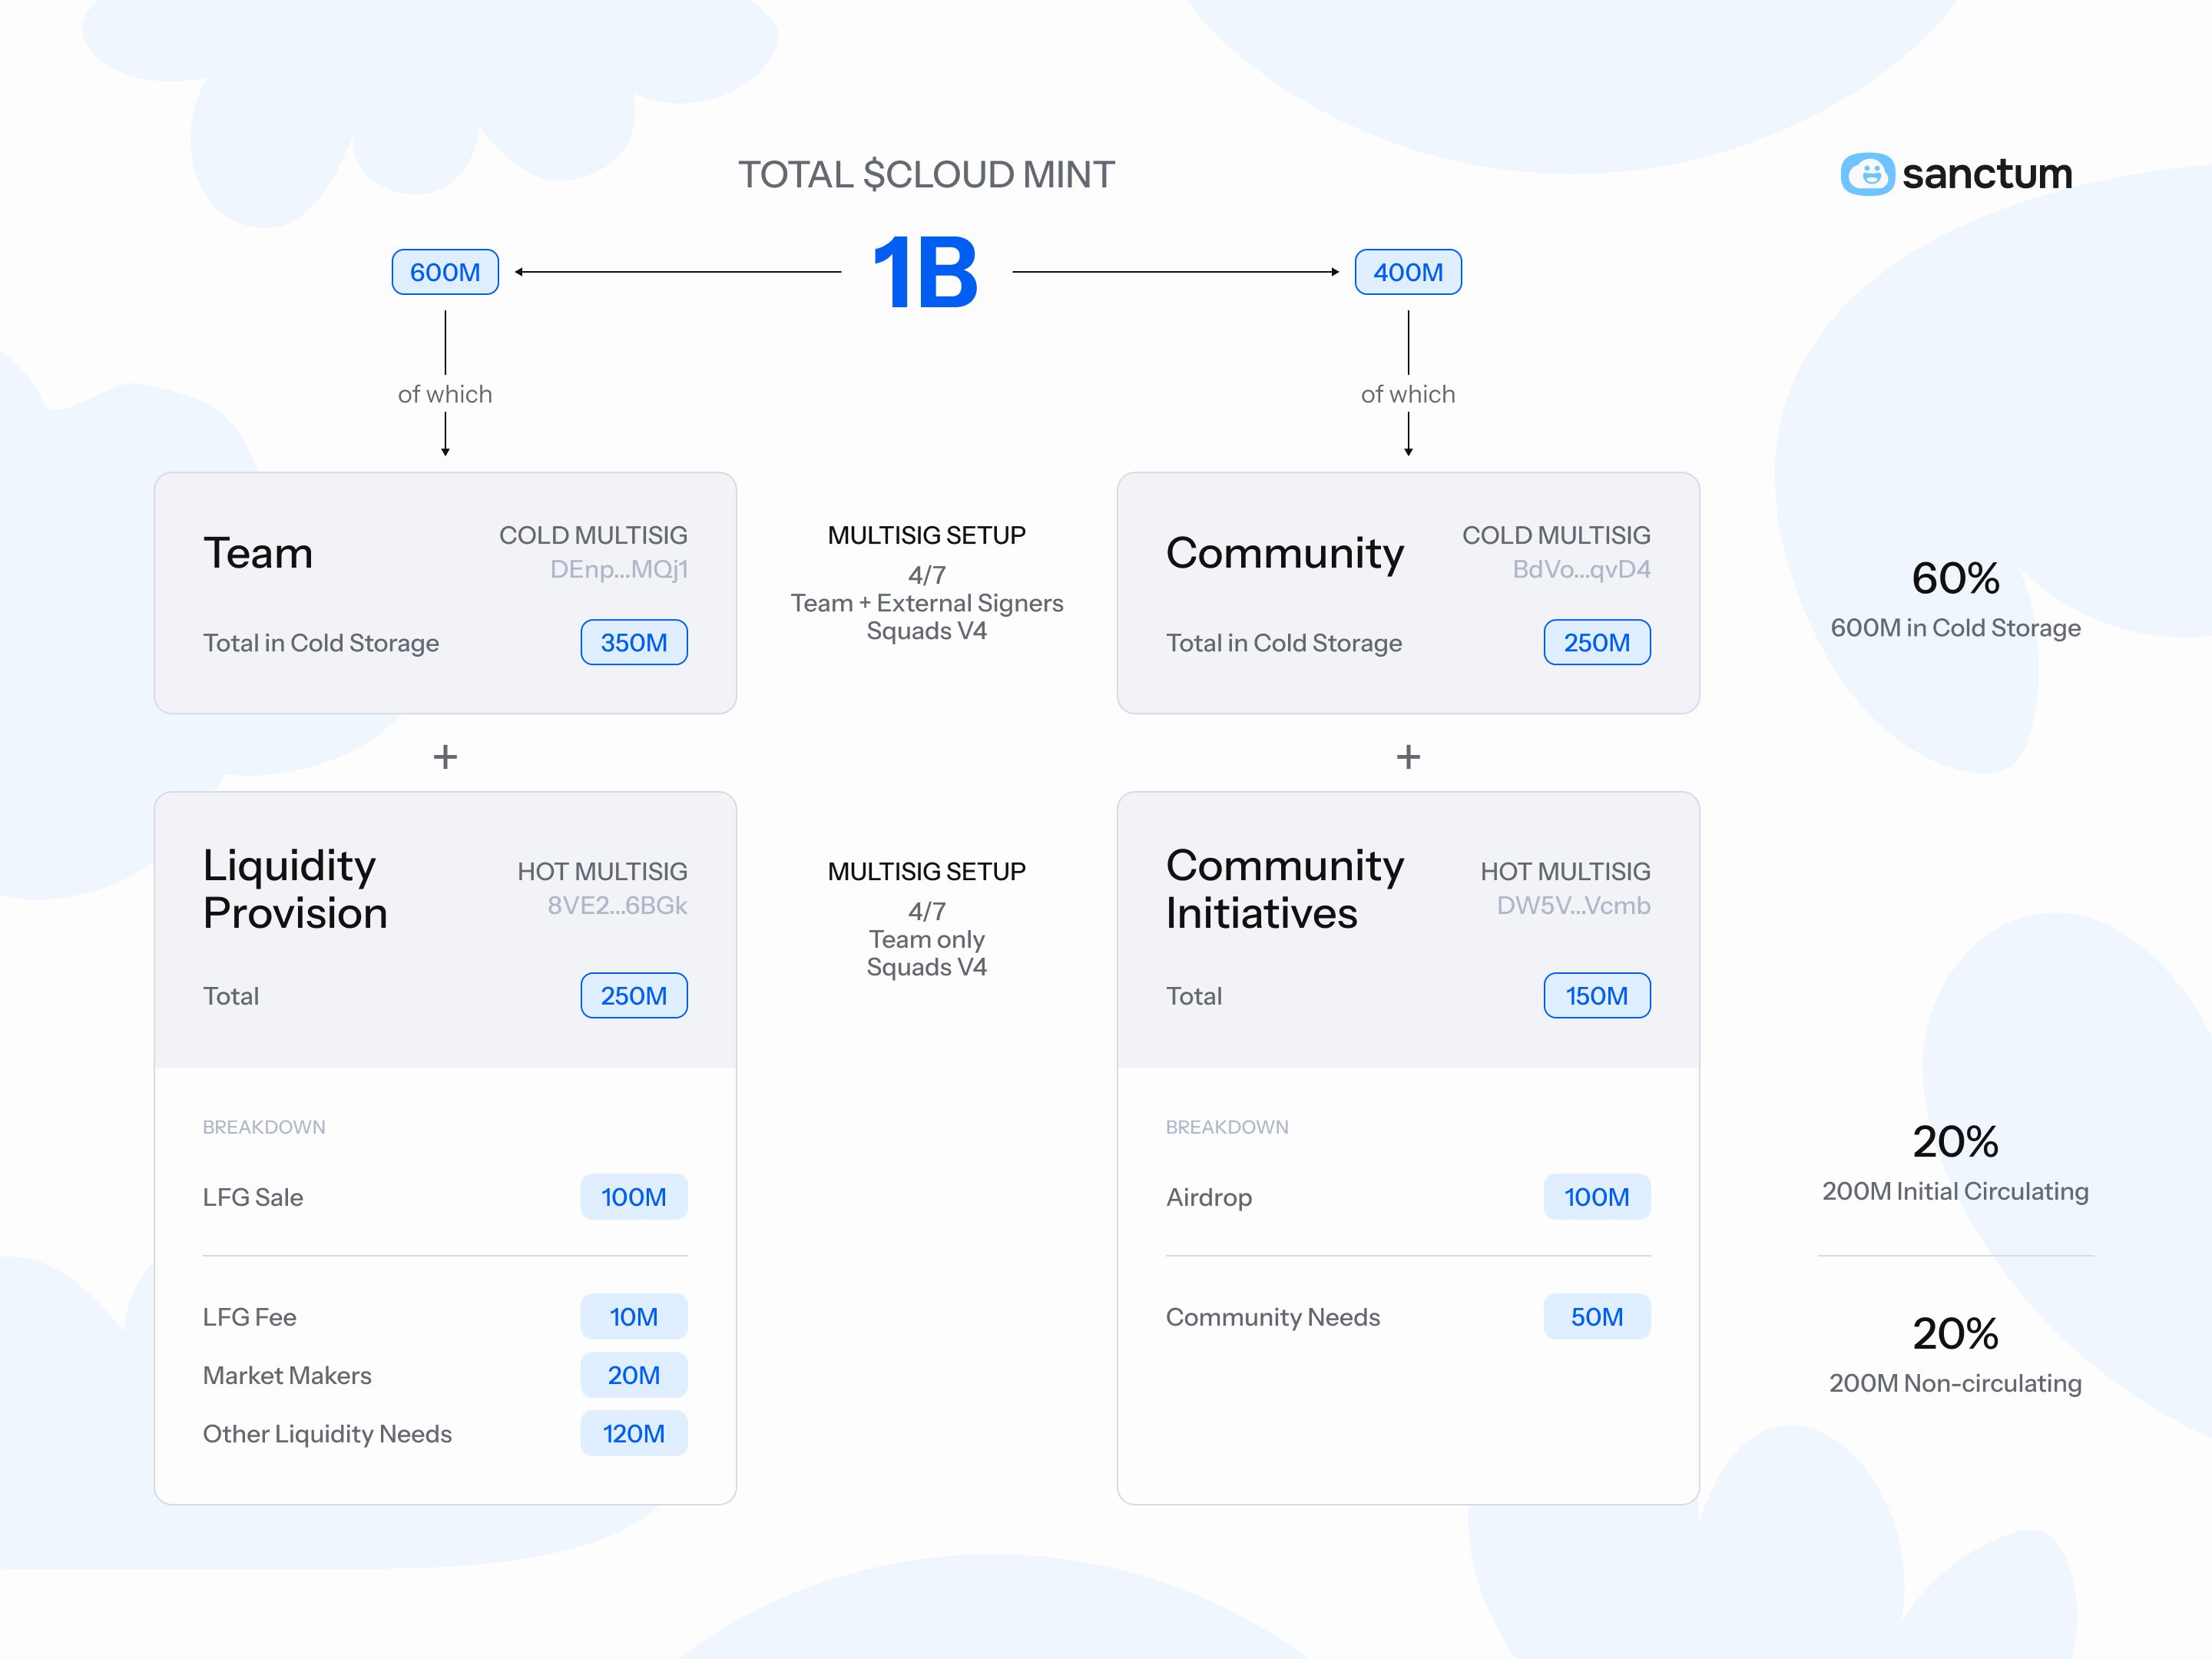 TOTAL $CLOUD MINT
sanctum
600M
1B
400M
of which
of which
Team
COLD MULTISIG
DEnp...MQj1
Total in Cold Storage
350M
MULTISIG SETUP
4/7
Team + External Signers
Squads V4
Community
COLD MULTISIG
BdVo...qvD4
Total in Cold Storage
250M
60%
600M in Cold Storage
+
+
Liquidity
Provision
HOT MULTISIG
8VE2...6BGk
Total
250M
MULTISIG SETUP
4/7
Team only
Squads V4
Community
Initiatives
HOT MULTISIG
DW5V...Vcmb
Total
150M
BREAKDOWN
LFG Sale
100M
LFG Fee
10M
Market Makers
20M
Other Liquidity Needs
120M
BREAKDOWN
Airdrop
100M
Community Needs
50M
20%
200M Initial Circulating
20%
200M Non-circulating